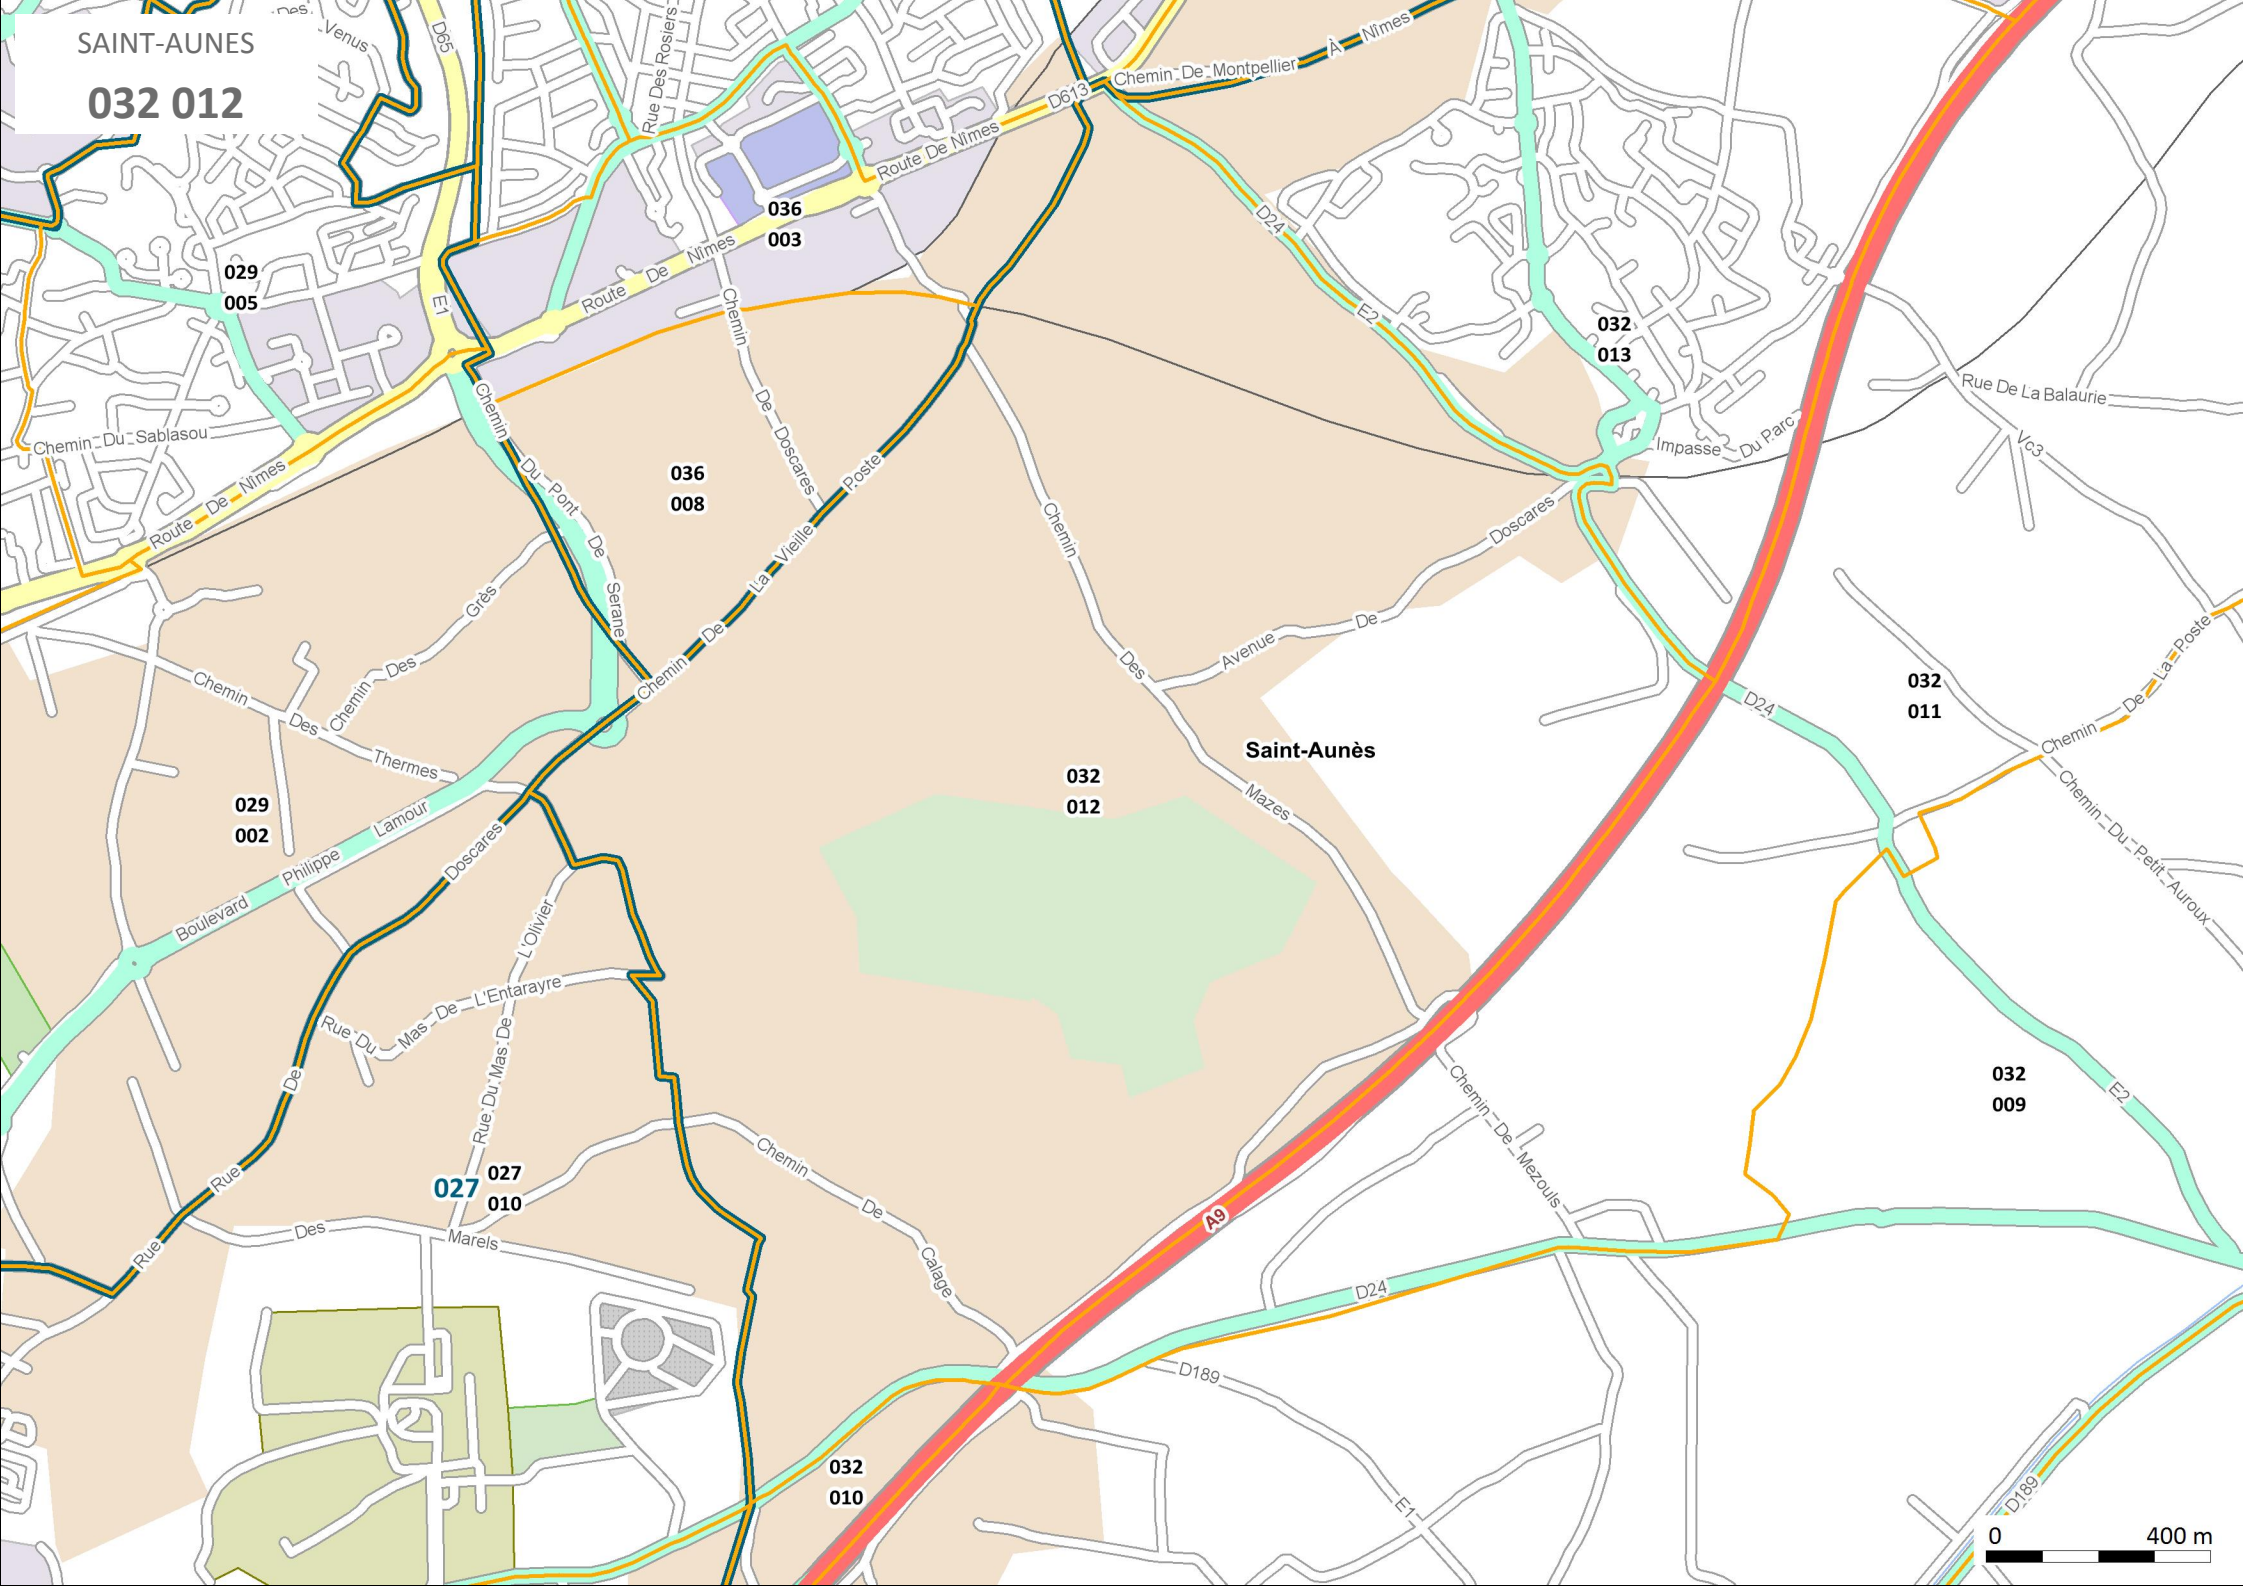 SAINT-AUNES
032 012
Des
Venus
D65
Rue Des Rosiers
Chemin De Montpellier À Nîmes
D613
Route De Nîmes
036
003
D24
029
005
E1
Route De Nîmes
Chemin De Doscares
E2
032
013
Rue De La Balaurie
Impasse Du Parc
Vc3
Chemin Du Sablasou
Route De Nîmes
Chemin Du Pont De Serane
036
008
Chemin De La Vieille Poste
Chemin Des Mazes
Avenue De Doscares
Chemin Des Grès
Chemin Des Thermes
032
011
D24
Chemin De La Poste
Chemin Du Petit Auroux
Saint-Aunès
032
012
029
002
Boulevard Philippe Lamour
Rue De Doscares
Rue Du Mas De L'Olivier
Rue Du Mas De L'Entarayre
032
009
E2
Chemin De Mezouls
027
027
010
Chemin De Calage
A9
Rue Des Marels
D24
D189
032
010
E1
D189
0 400 m